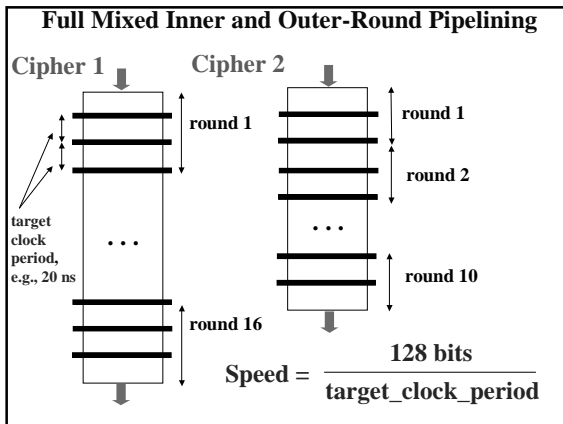 Full Mixed Inner and Outer-Round Pipelining
Cipher 1
Cipher 2
round 1
round 1
round 2
target
clock
period,
e.g., 20 ns
. . .
. . .
round 10
round 16
Speed = 128 bits
target_clock_period